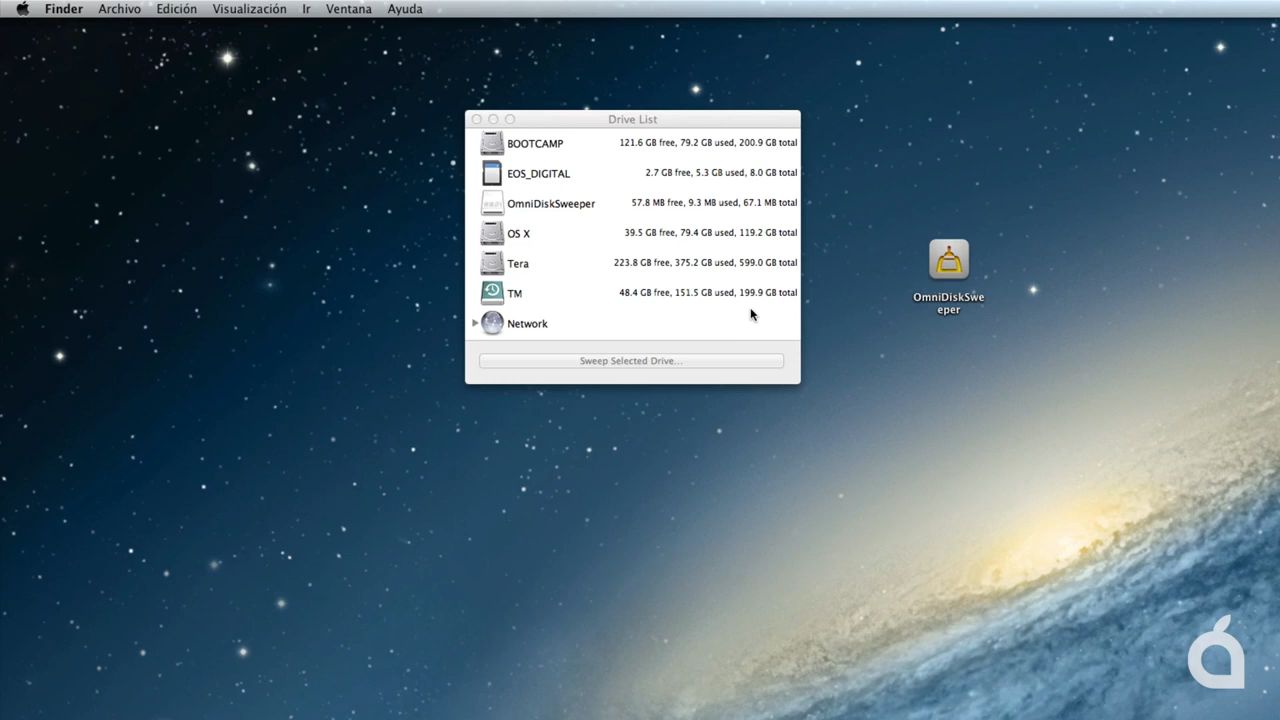 Finder Archivo Edición Visualización Ir Ventana Ayuda
Drive List
BOOTCAMP 121.6 GB free, 79.2 GB used, 200.9 GB total
EOS_DIGITAL 2.7 GB free, 5.3 GB used, 8.0 GB total
OmniDiskSweeper 57.8 MB free, 9.3 MB used, 67.1 MB total
OS X 39.5 GB free, 79.4 GB used, 119.2 GB total
Tera 223.8 GB free, 375.2 GB used, 599.0 GB total
TM 48.4 GB free, 151.5 GB used, 199.9 GB total
Network
Sweep Selected Drive...
OmniDiskSwe
eper